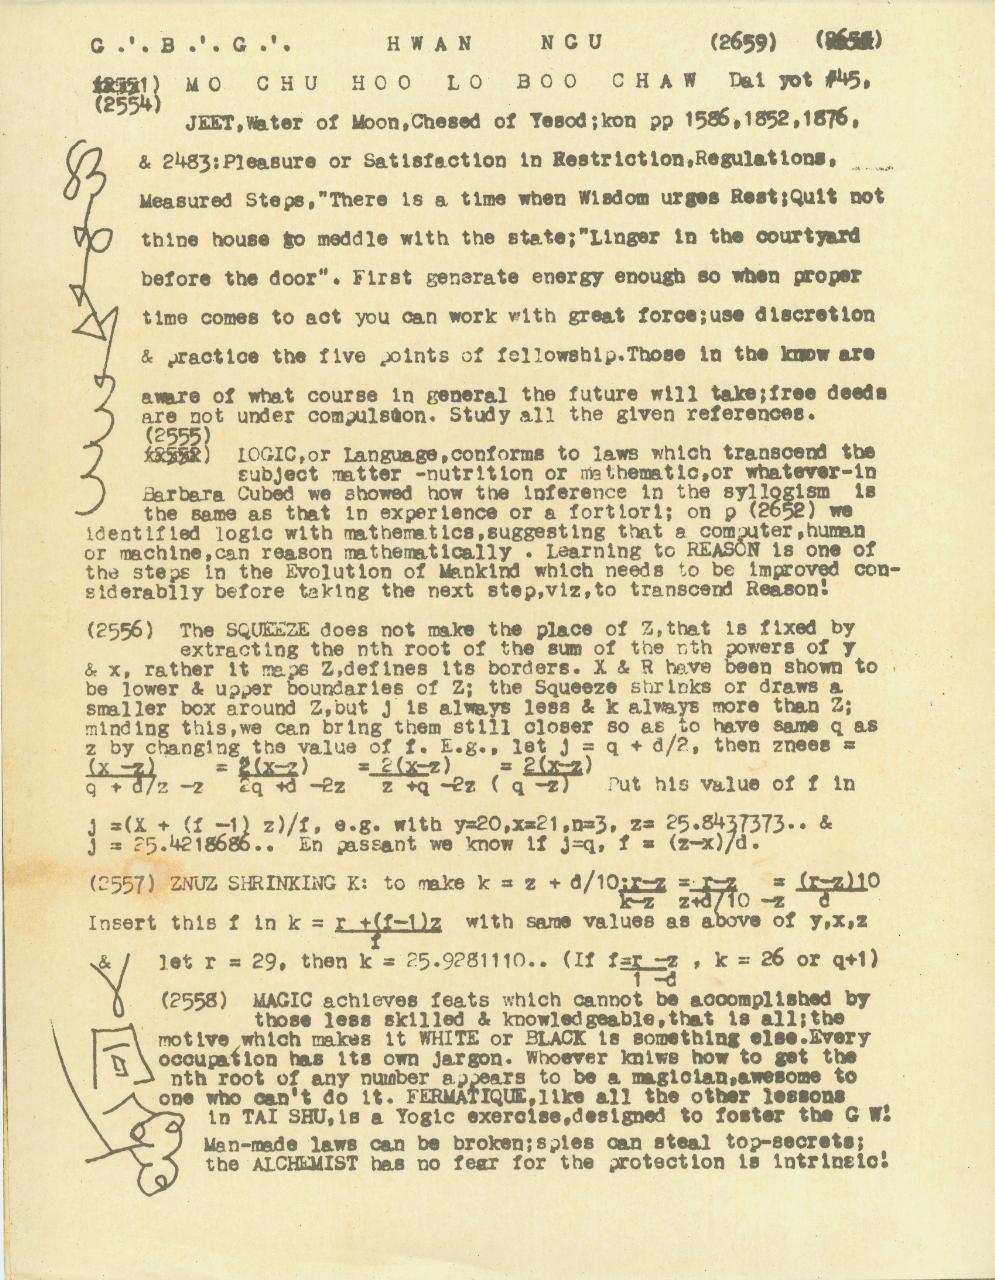 G.'. B.'. G.'. HWAN NGU (2659)
MO CHU HOO LO BOO CHAW Dai yot #45,
(2554)
JEET,Water of Moon,Chesed of Yesod;kon pp 1586,1852,1876,
& 2483:Pleasure or Satisfaction in Restriction,Regulations,
Measured Steps,"There is a time when Wisdom urges Rest;Quit not
thine house to meddle with the state;"Linger in the courtyard
before the door". First generate energy enough so when proper
time comes to act you can work with great force;use discretion
& practice the five points of fellowship.Those in the know are
aware of what course in general the future will take;free deeds
are not under compulsion. Study all the given references.
(2555)
LOGIC,or Language,conforms to laws which transcend the
subject matter -nutrition or mathematic,or whatever-in
Barbara Cubed we showed how the inference in the syllogism is
the same as that in experience or a fortiori; on p (2652) we
identified logic with mathematics,suggesting that a computer,human
or machine,can reason mathematically . Learning to REASON is one of
the steps in the Evolution of Mankind which needs to be improved con-
siderabily before taking the next step,viz,to transcend Reason!
(2556) The SQUEEZE does not make the place of Z,that is fixed by
extracting the nth root of the sum of the nth powers of y
& x, rather it maps Z,defines its borders. X & R have been shown to
be lower & upper boundaries of Z; the Squeeze shrinks or draws a
smaller box around Z,but j is always less & k always more than Z;
minding this,we can bring them still closer so as to have same q as
z by changing the value of f. E.g., let j = q + d/2, then znees =
(x -z) = 2(x-z) = 2(x-z) = 2(x-z)
q + d/z -z 2q +d -2z z +q -2z ( q -z) Put his value of f in
j =(X + (f -1) z)/f, e.g. with y=20,x=21,n=3, z= 25.8437373.. &
j = 25.4218686.. En passant we know if j=q, f = (z-x)/d.
(2557) ZNUZ SHRINKING K: to make k = z + d/10;r-z = r-z = (r-z)10
k-z z+d/10 -z d
Insert this f in k = r +(f-1)z with same values as above of y,x,z
f
& let r = 29, then k = 25.9281110.. (If f=r -z , k = 26 or q+1)
1 -d
(2558) MAGIC achieves feats which cannot be accomplished by
those less skilled & knowledgeable,that is all;the
motive which makes it WHITE or BLACK is something else.Every
occupation has its own jargon. Whoever kniws how to get the
nth root of any number appears to be a magician,awesome to
one who can't do it. FERMATIQUE,like all the other lessons
in TAI SHU,is a Yogic exercise,designed to foster the G W!
Man-made laws can be broken;spies can steal top-secrets;
the ALCHEMIST has no fear for the protection is intrinsic!